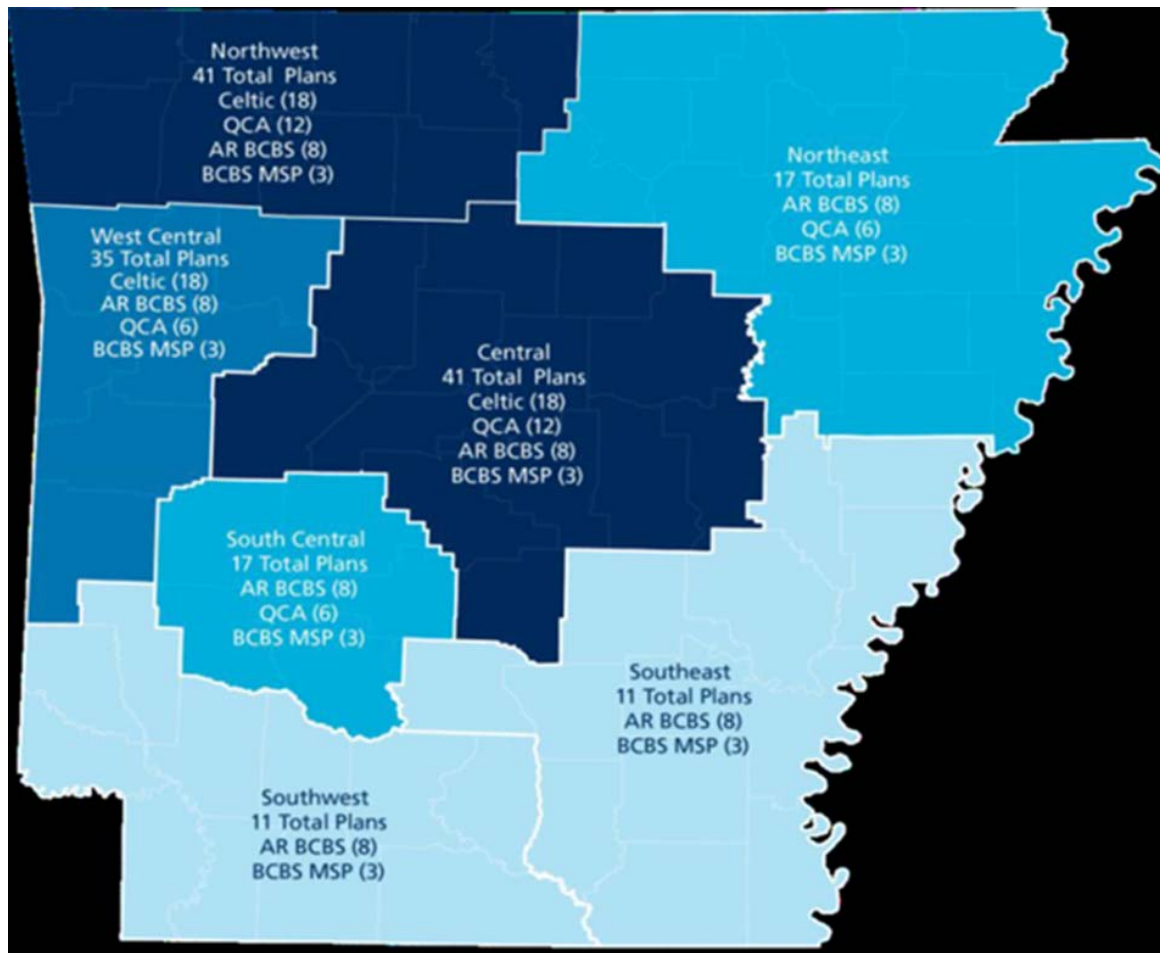 Northwest
41 Total Plans
Celtic (18)
QCA (12)
AR BCBS (8)
BCBS MSP (3)
Northeast
17 Total Plans
AR BCBS (8)
QCA (6)
BCBS MSP (3)
West Central
35 Total Plans
Celtic (18)
AR BCBS (8)
QCA (6)
BCBS MSP (3)
Central
41 Total Plans
Celtic (18)
QCA (12)
AR BCBS (8)
BCBS MSP (3)
South Central
17 Total Plans
AR BCBS (8)
QCA (6)
BCBS MSP (3)
Southeast
11 Total Plans
AR BCBS (8)
BCBS MSP (3)
Southwest
11 Total Plans
AR BCBS (8)
BCBS MSP (3)